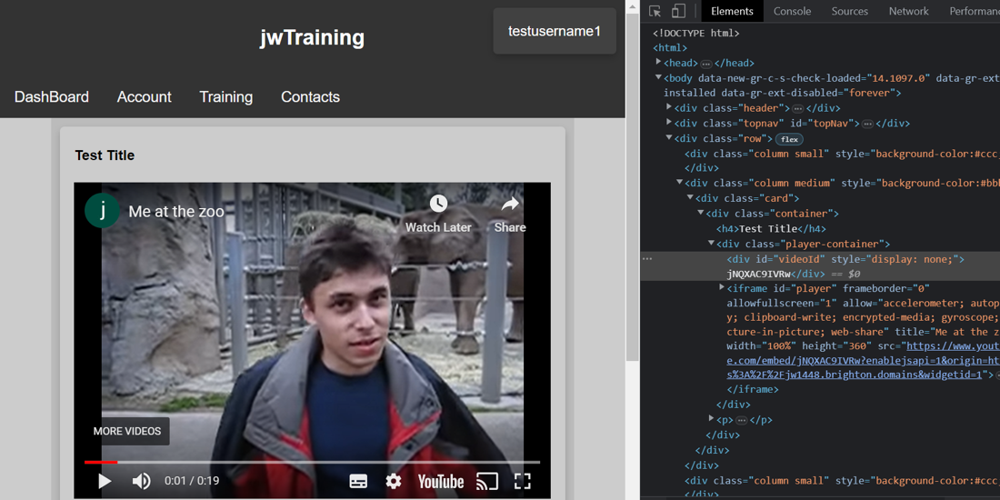 jwTraining
testusername1
DashBoard Account Training Contacts
Test Title
j Me at the zoo
Watch Later Share
MORE VIDEOS
0:01 / 0:19 YouTube
Elements Console Sources Network Performanc
<!DOCTYPE html>
<html>
<head> ⋯ </head>
<body data-new-gr-c-s-check-loaded="14.1097.0" data-gr-ext
installed data-gr-ext-disabled="forever">
<div class="header"> ⋯ </div>
<div class="topnav" id="topNav"> ⋯ </div>
<div class="row"> flex
<div class="column small" style="background-color:#ccc
</div>
<div class="column medium" style="background-color:#bbb
<div class="card">
<div class="container">
<h4>Test Title</h4>
<div class="player-container">
<div id="videoId" style="display: none;">
jNQXAC9IVRw</div> == $0
<iframe id="player" frameborder="0"
allowfullscreen="1" allow="accelerometer; autop
y; clipboard-write; encrypted-media; gyroscope;
cture-in-picture; web-share" title="Me at the z
width="100%" height="360" src="https://www.yout
e.com/embed/jNQXAC9IVRw?enablejsapi=1&origin=ht
s%3A%2F%2Fjw1448.brighton.domains&widgetid=1"> ⋯
</iframe>
</div>
<p> ⋯ </p>
</div>
</div>
</div>
<div class="column small" style="background-color:#ccc
</div>